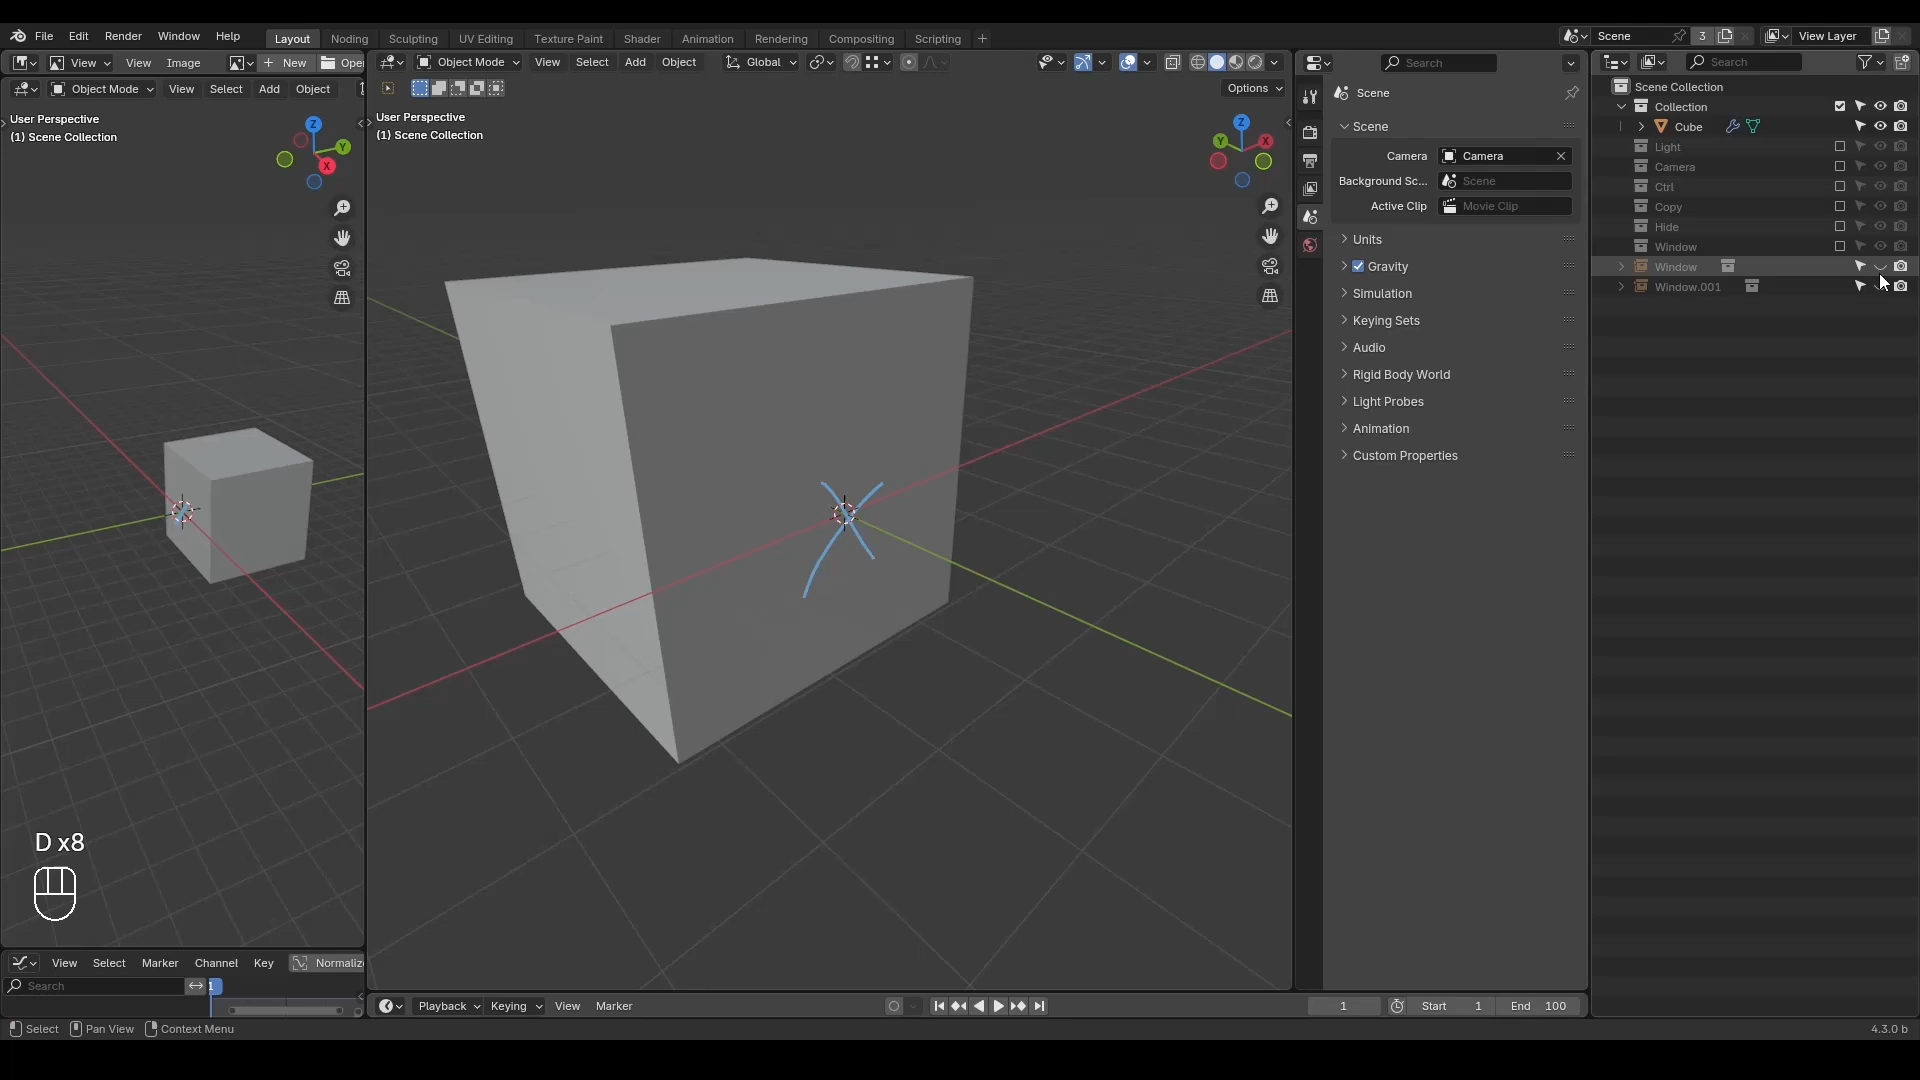 File Edit Render Window Help Layout Noding Sculpting UV Editing Texture Paint Shader Animation Rendering Compositing Scripting Scene 3 View Layer
View View Image New Open
Object Mode View Select Add Object Global
Search
Search
Object Mode View Select Add Object
Options
User Perspective
(1) Scene Collection
Z
Y
X
User Perspective
(1) Scene Collection
Z
Y
X
D x8
View Select Marker Channel Key Normaliz
Search
1
Playback Keying View Marker 1 Start 1 End 100
Scene
Scene
Camera Camera
Background Sc... Scene
Active Clip Movie Clip
Units
Gravity
Simulation
Keying Sets
Audio
Rigid Body World
Light Probes
Animation
Custom Properties
Scene Collection
Collection
Cube
Light
Camera
Ctrl
Copy
Hide
Window
Window
Window.001
Select Pan View Context Menu 4.3.0 b